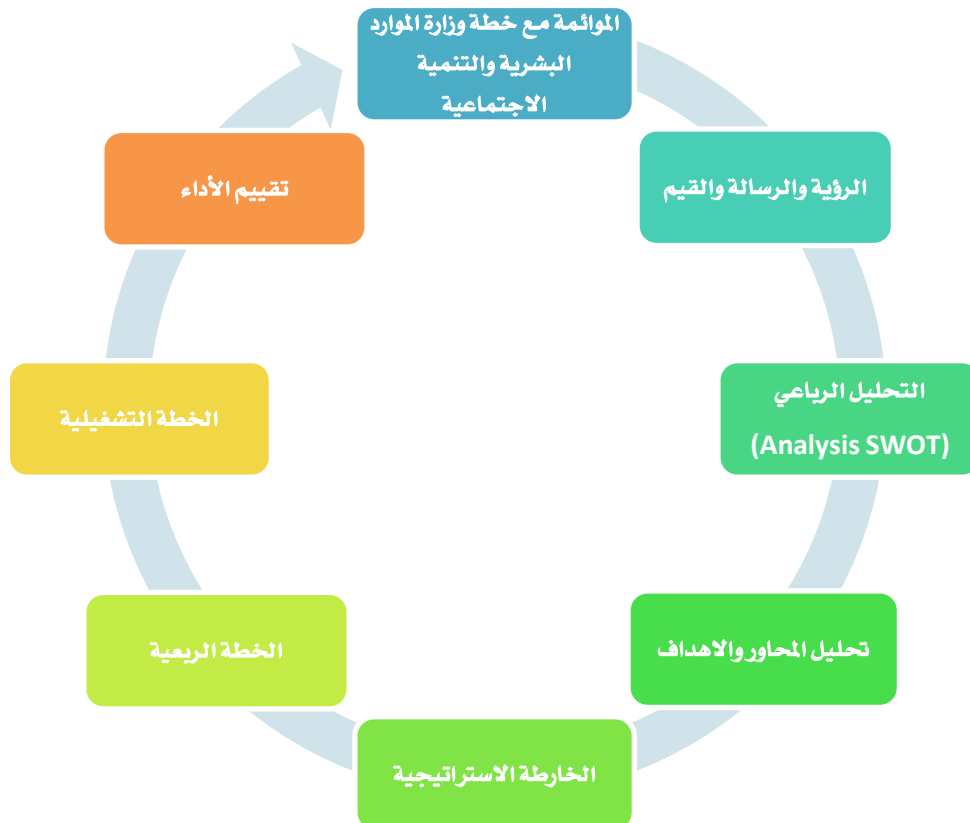 الموائمة مع خطة وزارة الموارد
البشرية والتنمية
الاجتماعية
الرؤية والرسالة والقيم
التحليل الرباعي
(Analysis SWOT)
تحليل المحاور والاهداف
الخارطة الاستراتيجية
الخطة الربعية
الخطة التشغيلية
تقييم الأداء